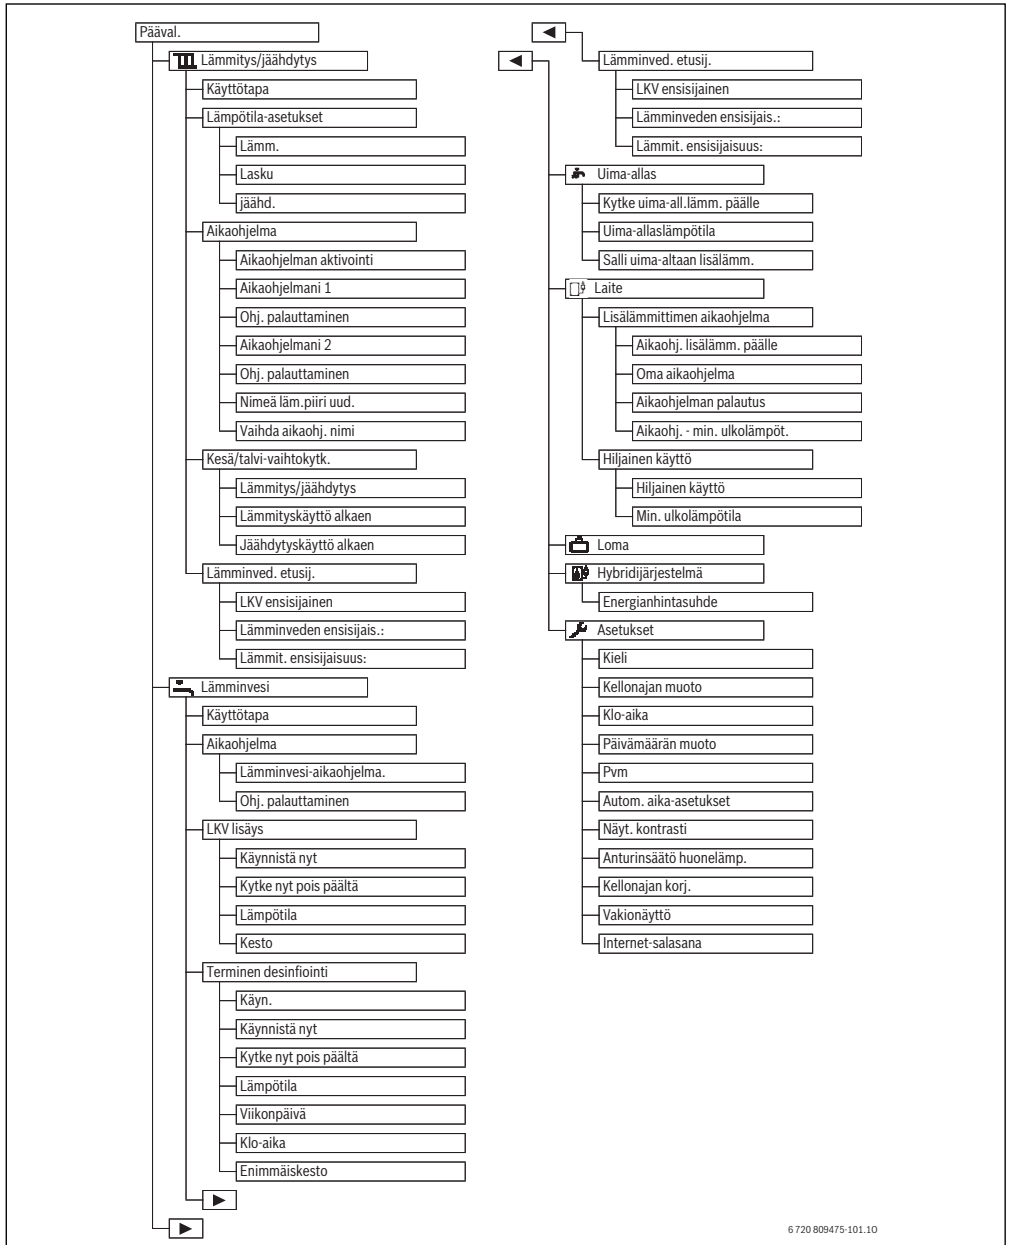 Pääval.
Lämmitys/jäähdytys
Käyttötapa
Lämpötila-asetukset
Lämm.
Lasku
jäähd.
Aikaohjelma
Aikaohjelman aktivointi
Aikaohjelmani 1
Ohj. palauttaminen
Aikaohjelmani 2
Ohj. palauttaminen
Nimeä läm.piiri uud.
Vaihda aikaohj. nimi
Kesä/talvi-vaihtokytk.
Lämmitys/jäähdytys
Lämmityskäyttö alkaen
Jäähdytyskäyttö alkaen
Lämminved. etusij.
LKV ensisijainen
Lämminveden ensisijais.:
Lämmit. ensisijaisuus:
Lämminvesi
Käyttötapa
Aikaohjelma
Lämminvesi-aikaohjelma.
Ohj. palauttaminen
LKV lisäys
Käynnistä nyt
Kytke nyt pois päältä
Lämpötila
Kesto
Terminen desinfiointi
Käyn.
Käynnistä nyt
Kytke nyt pois päältä
Lämpötila
Viikonpäivä
Klo-aika
Enimmäiskesto
Lämminved. etusij.
LKV ensisijainen
Lämminveden ensisijais.:
Lämmit. ensisijaisuus:
Uima-allas
Kytke uima-all.lämm. päälle
Uima-allaslämpötila
Salli uima-altaan lisälämm.
Laite
Lisälämmittimen aikaohjelma
Aikaohj. lisälämm. päälle
Oma aikaohjelma
Aikaohjelman palautus
Aikaohj. - min. ulkolämpöt.
Hiljainen käyttö
Hiljainen käyttö
Min. ulkolämpötila
Loma
Hybridijärjestelmä
Energianhintasuhde
Asetukset
Kieli
Kellonajan muoto
Klo-aika
Päivämäärän muoto
Pvm
Autom. aika-asetukset
Näyt. kontrasti
Anturinsäätö huonelämp.
Kellonajan korj.
Vakionäyttö
Internet-salasana
6 720 809475-101.1O